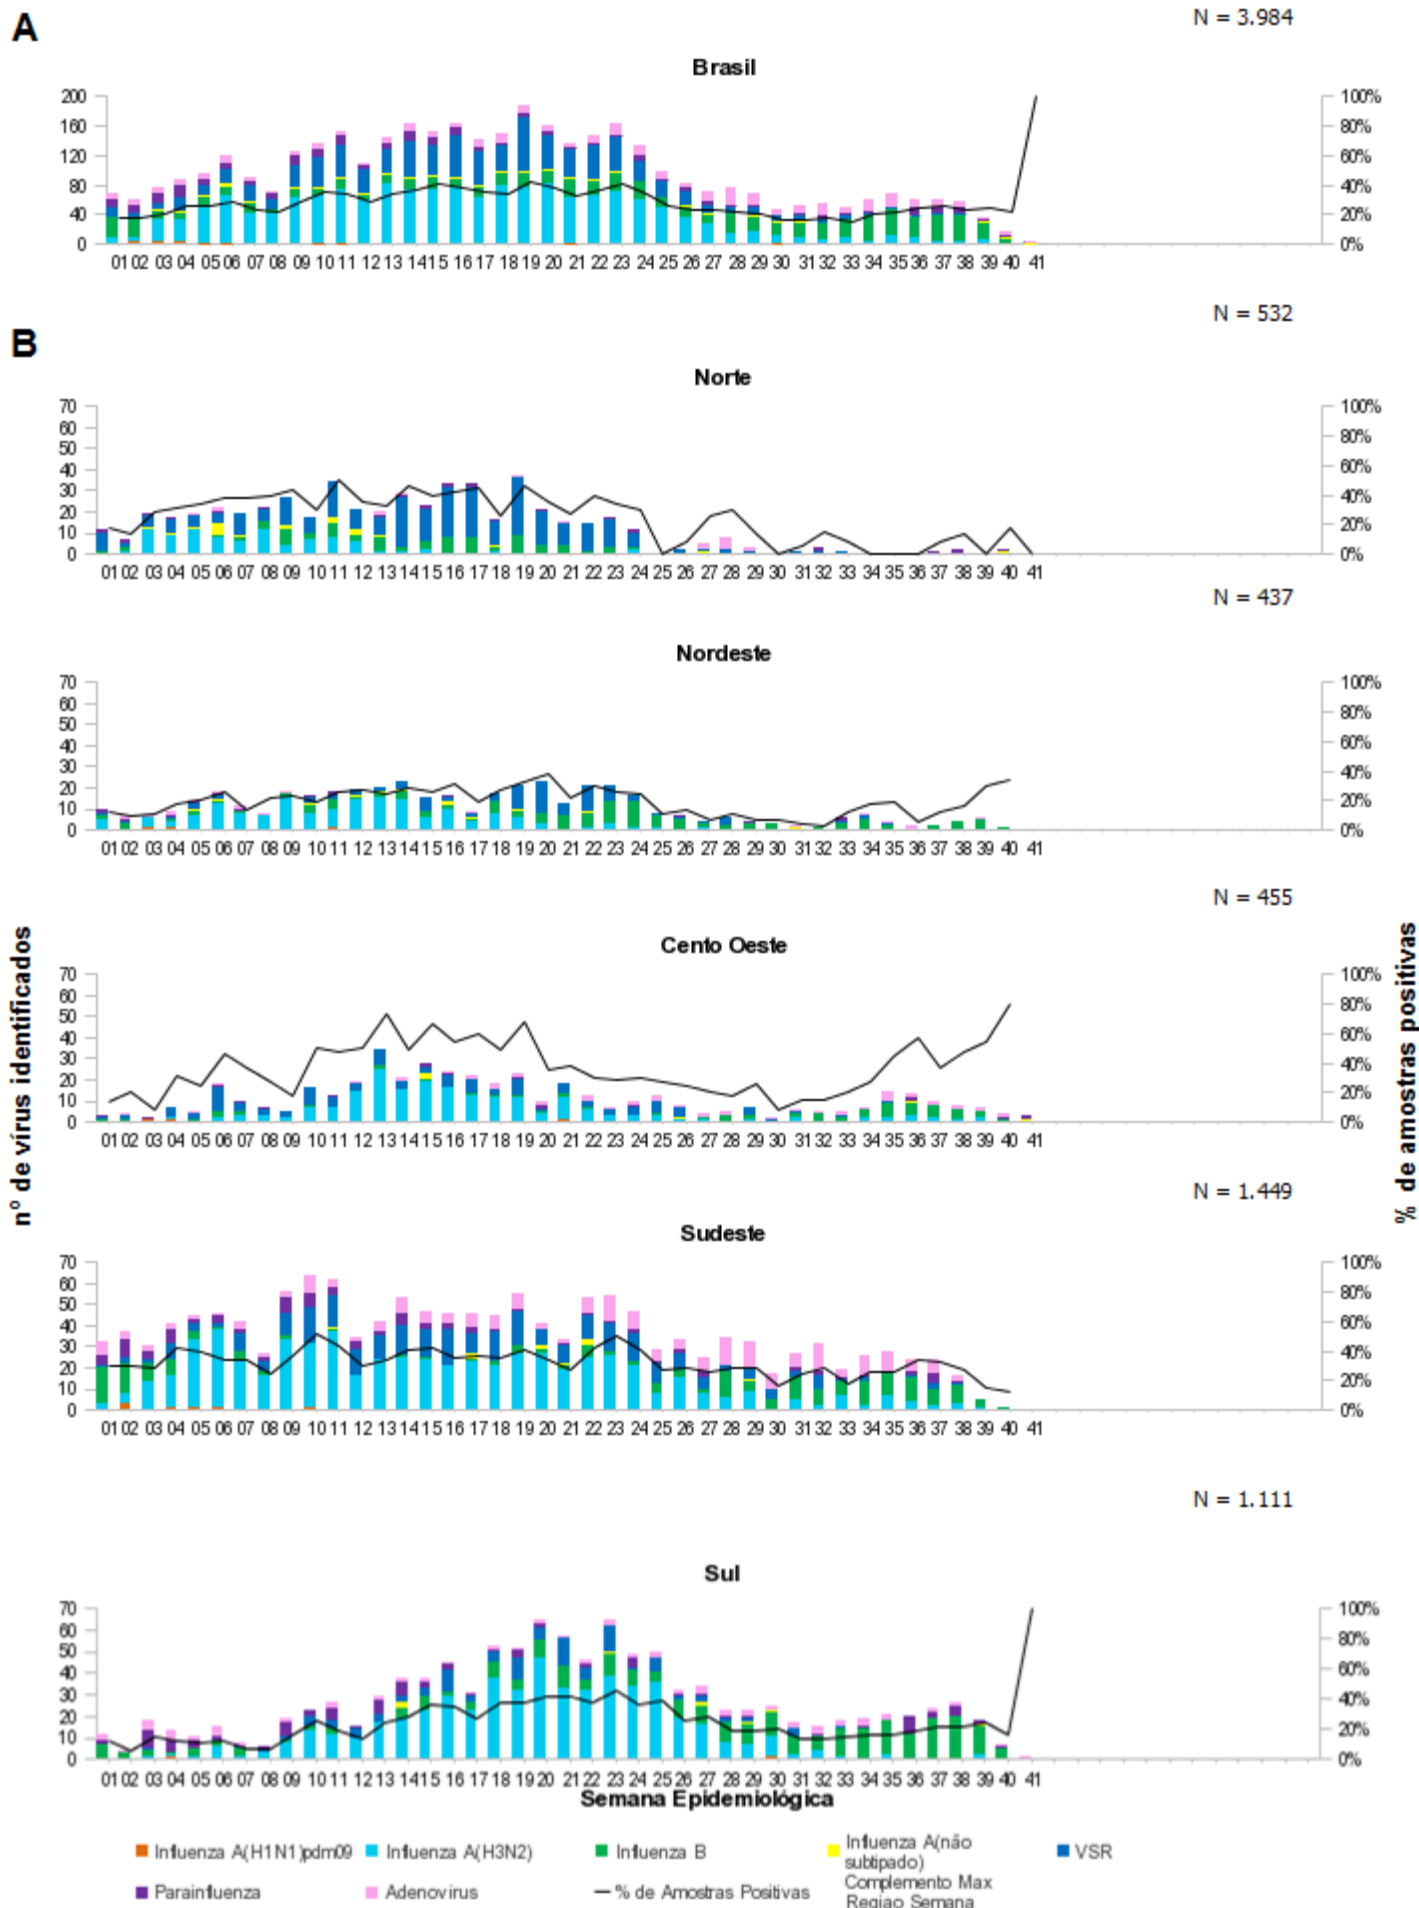 A
N = 3.984
Brasil
200 160 120 80 40 0
100% 80% 60% 40% 20% 0%
01 02 03 04 05 06 07 08 09 10 11 12 13 14 15 16 17 18 19 20 21 22 23 24 25 26 27 28 29 30 31 32 33 34 35 36 37 38 39 40 41
N = 532
B
Norte
70 60 50 40 30 20 10 0
100% 80% 60% 40% 20% 0%
01 02 03 04 05 06 07 08 09 10 11 12 13 14 15 16 17 18 19 20 21 22 23 24 25 26 27 28 29 30 31 32 33 34 35 36 37 38 39 40 41
N = 437
Nordeste
70 60 50 40 30 20 10 0
100% 80% 60% 40% 20% 0%
01 02 03 04 05 06 07 08 09 10 11 12 13 14 15 16 17 18 19 20 21 22 23 24 25 26 27 28 29 30 31 32 33 34 35 36 37 38 39 40 41
N = 455
Cento Oeste
70 60 50 40 30 20 10 0
100% 80% 60% 40% 20% 0%
01 02 03 04 05 06 07 08 09 10 11 12 13 14 15 16 17 18 19 20 21 22 23 24 25 26 27 28 29 30 31 32 33 34 35 36 37 38 39 40 41
nº de vírus identificados
% de amostras positivas
N = 1.449
Sudeste
70 60 50 40 30 20 10 0
100% 80% 60% 40% 20% 0%
01 02 03 04 05 06 07 08 09 10 11 12 13 14 15 16 17 18 19 20 21 22 23 24 25 26 27 28 29 30 31 32 33 34 35 36 37 38 39 40 41
N = 1.111
Sul
70 60 50 40 30 20 10 0
100% 80% 60% 40% 20% 0%
01 02 03 04 05 06 07 08 09 10 11 12 13 14 15 16 17 18 19 20 21 22 23 24 25 26 27 28 29 30 31 32 33 34 35 36 37 38 39 40 41
Semana Epidemiológica
Influenza A(H1N1)pdm09
Influenza A(H3N2)
Influenza B
Influenza A(não
subtipado)
VSR
Parainfluenza
Adenovirus
% de Amostras Positivas
Complemento Max
Regiao Semana